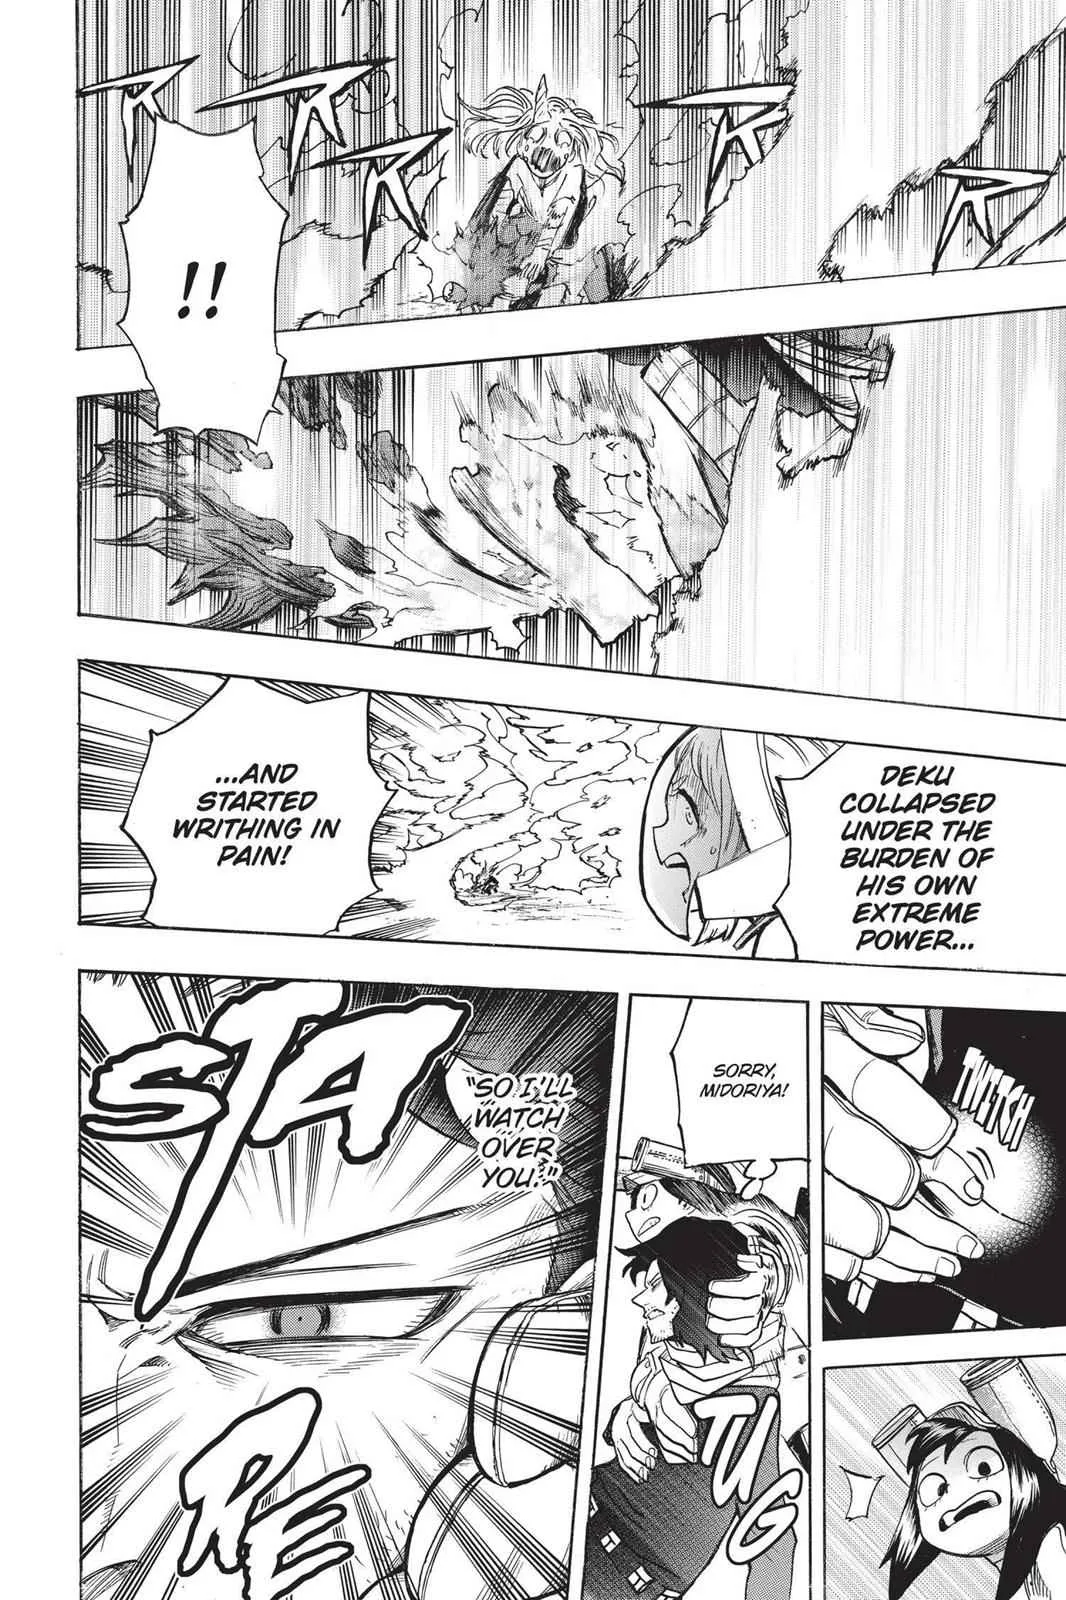 R
R
R
R
R
!!
DEKU
COLLAPSED
UNDER THE
BURDEN OF
HIS OWN
EXTREME
POWER...
...AND
STARTED
WRITHING IN
PAIN!
TWITCH
SORRY,
MIDORIYA!
TUG
"SO I'LL
WATCH
OVER
YOU."
STA
RE